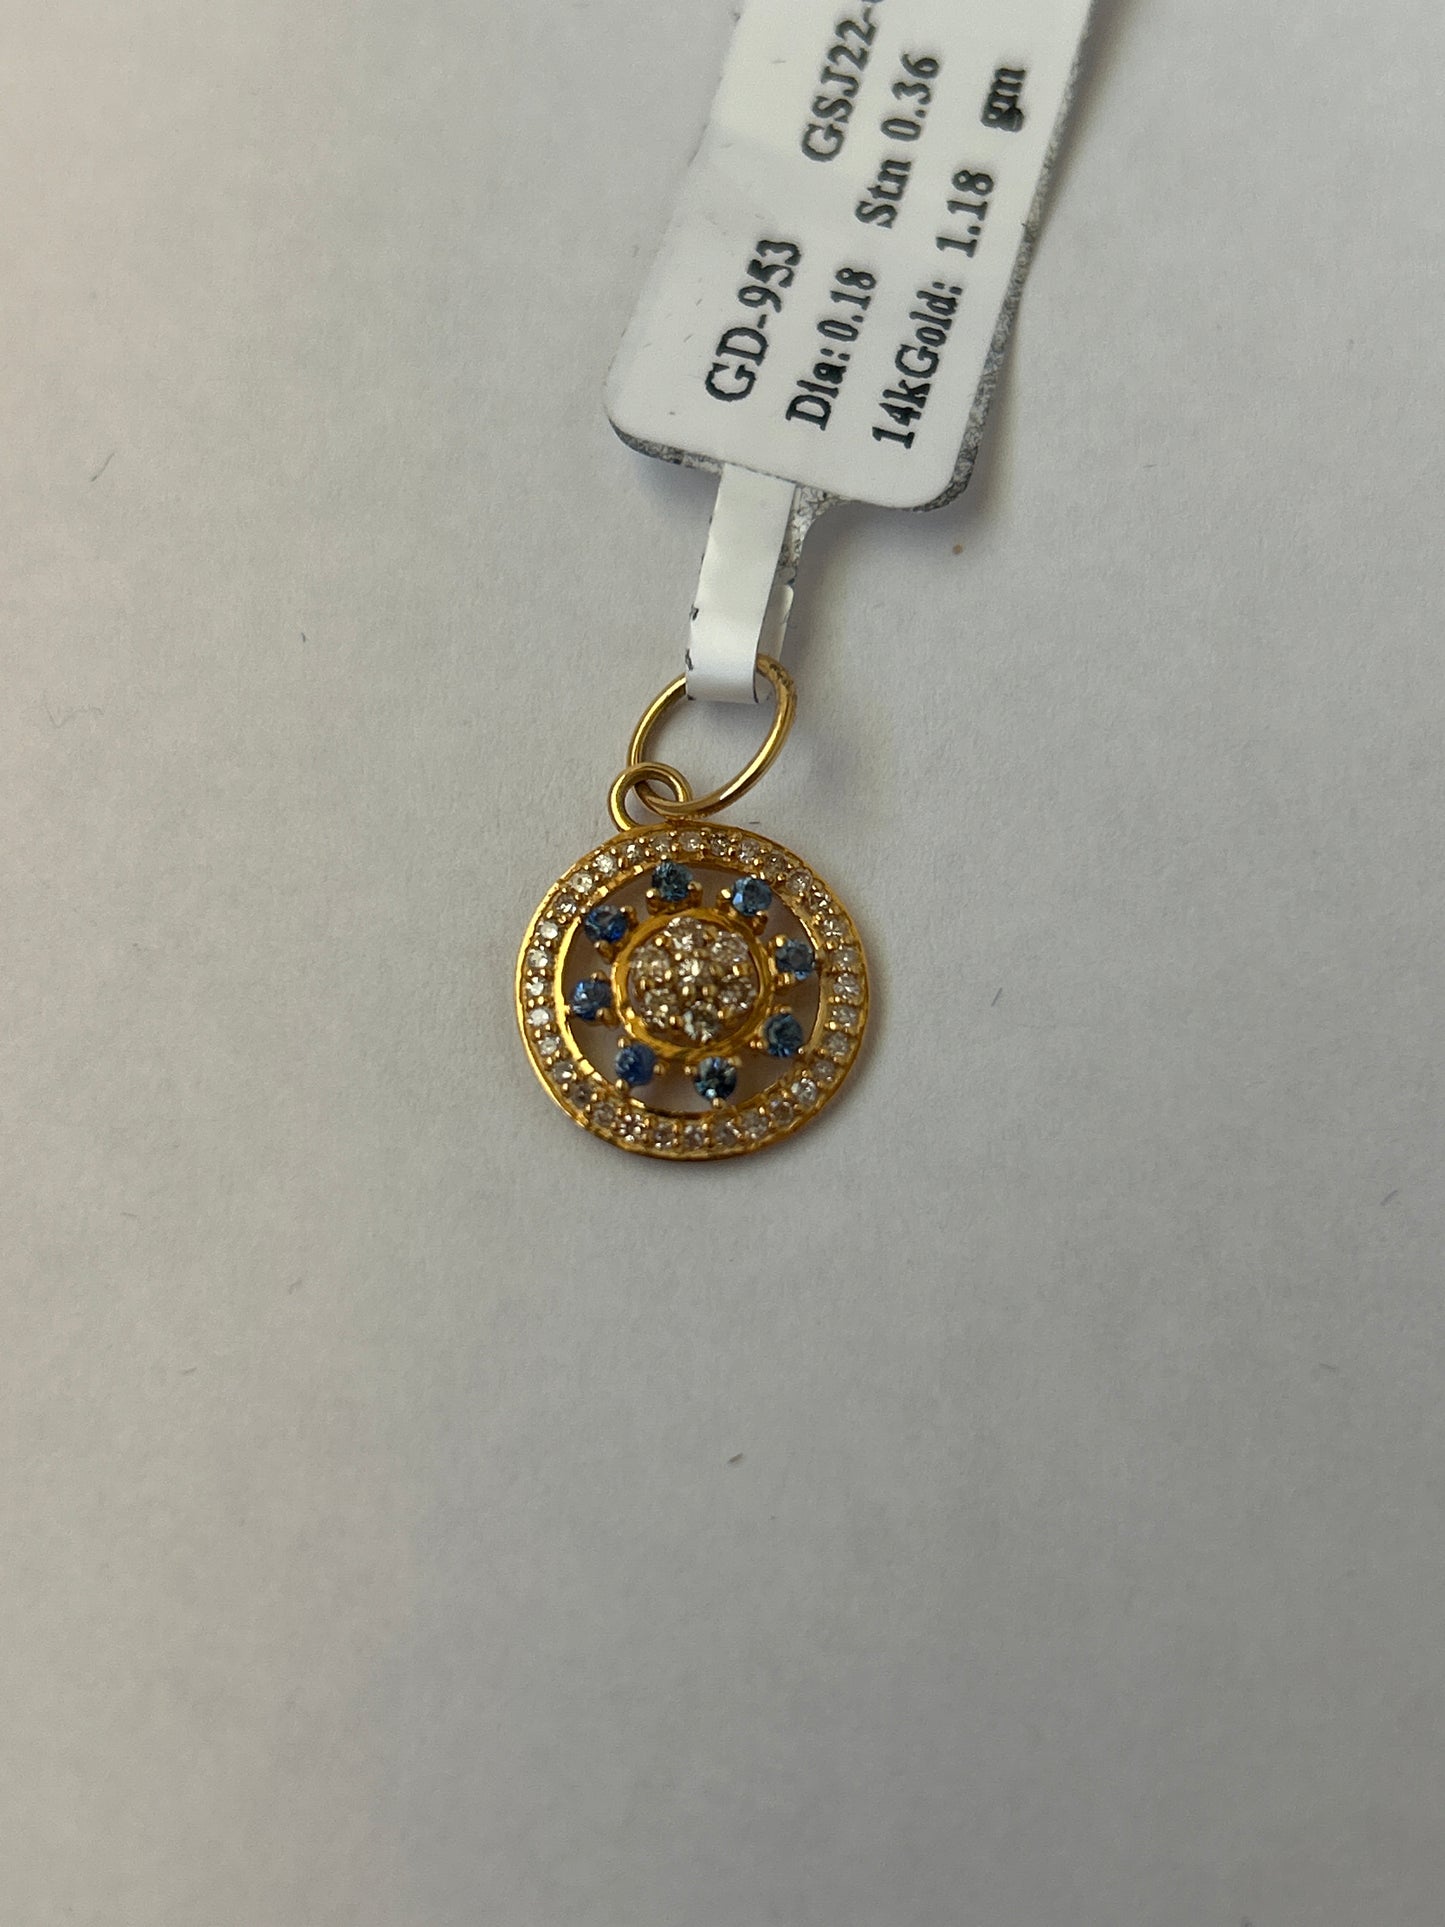 GD-953 GSJ22-
Dia: 0.18 Stn 0.36
14kGold: 1.18 gm